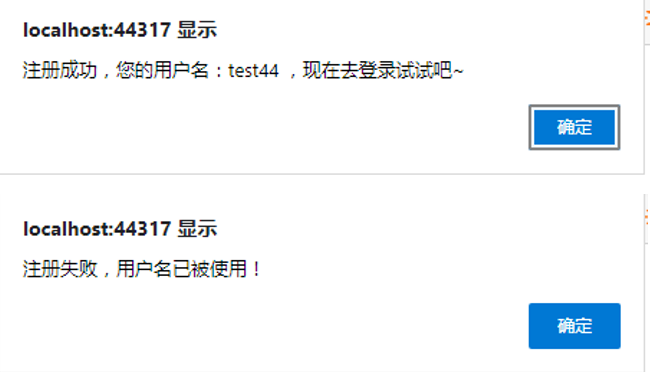 localhost:44317 显示
注册成功，您的用户名：test44 ，现在去登录试试吧~
确定
localhost:44317 显示
注册失败，用户名已被使用！
确定